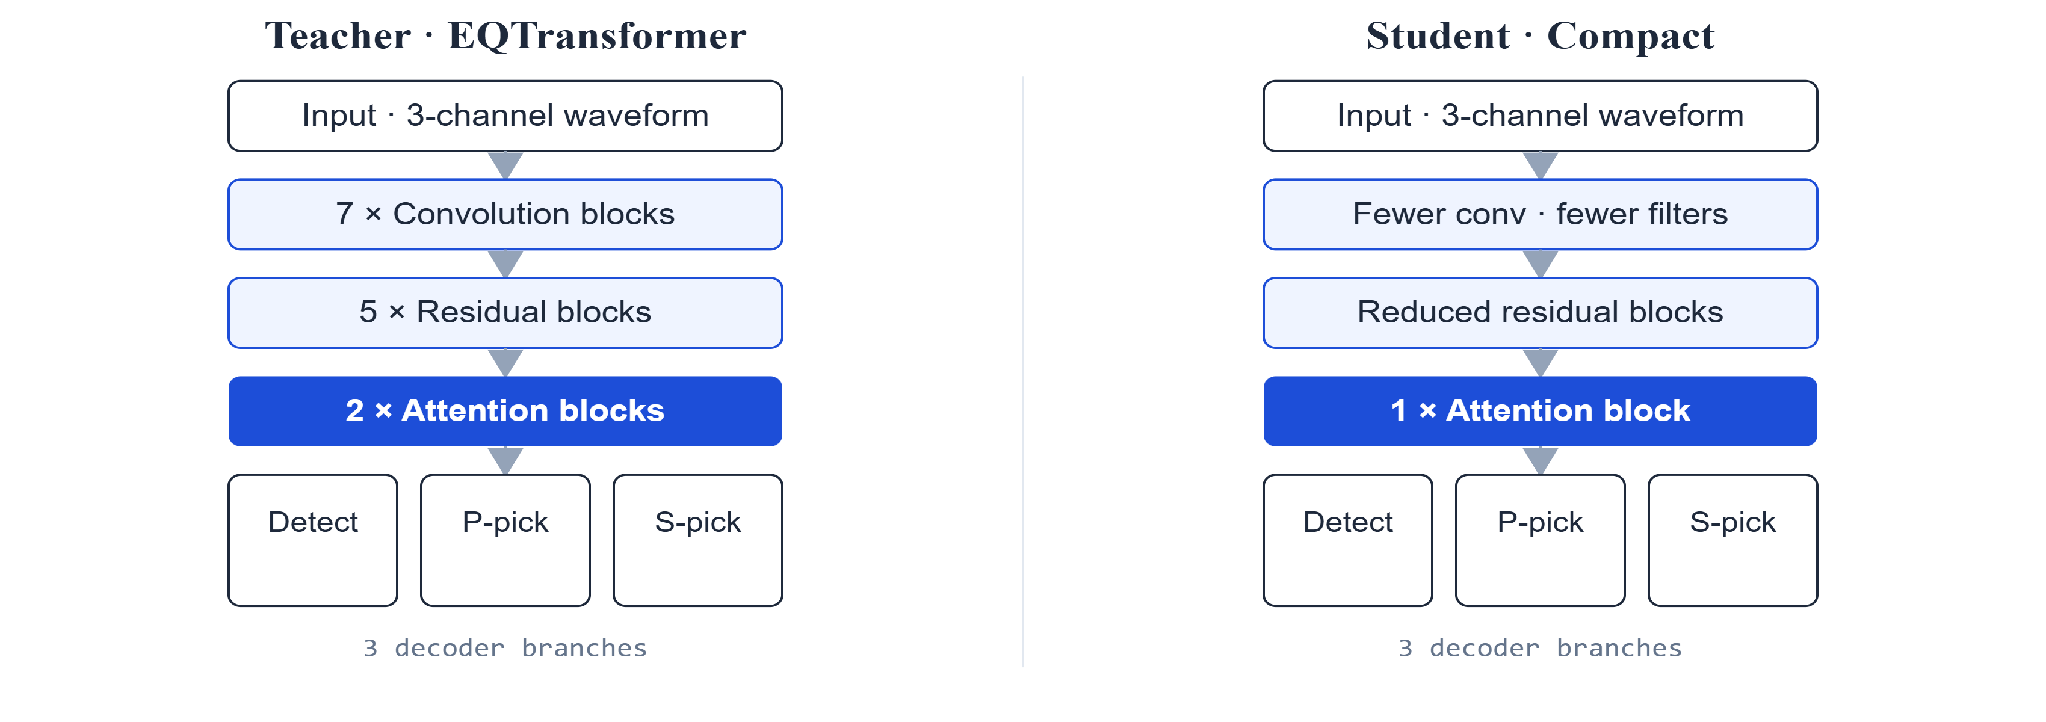 Teacher · EQTransformer
Input · 3-channel waveform
7 × Convolution blocks
5 × Residual blocks
2 × Attention blocks
Detect
P-pick
S-pick
3 decoder branches
Student · Compact
Input · 3-channel waveform
Fewer conv · fewer filters
Reduced residual blocks
1 × Attention block
Detect
P-pick
S-pick
3 decoder branches